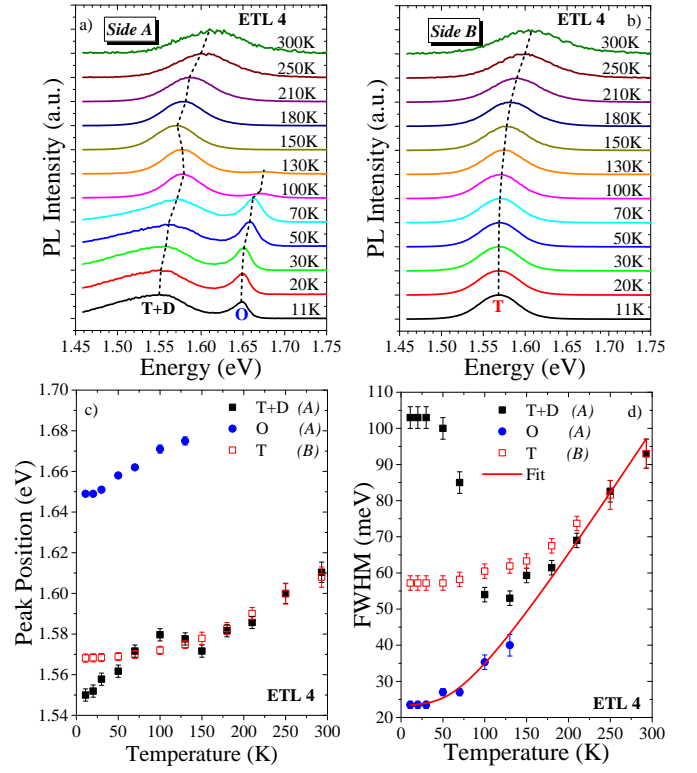 a)
Side A
ETL 4
300K
250K
210K
180K
150K
130K
100K
70K
50K
30K
20K
11K
T+D
O
PL Intensity (a.u.)
1.45 1.50 1.55 1.60 1.65 1.70 1.75
Energy (eV)
Side B
ETL 4
b)
300K
250K
210K
180K
150K
130K
100K
70K
50K
30K
20K
11K
T
PL Intensity (a.u.)
1.45 1.50 1.55 1.60 1.65 1.70 1.75
Energy (eV)
c)
T+D (A)
O (A)
T (B)
1.70
1.68
1.66
1.64
1.62
1.60
1.58
1.56
1.54
Peak Position (eV)
ETL 4
0 50 100 150 200 250 300
Temperature (K)
T+D (A)
d)
O (A)
T (B)
Fit
110
100
90
80
70
60
50
40
30
20
FWHM (meV)
ETL 4
0 50 100 150 200 250 300
Temperature (K)